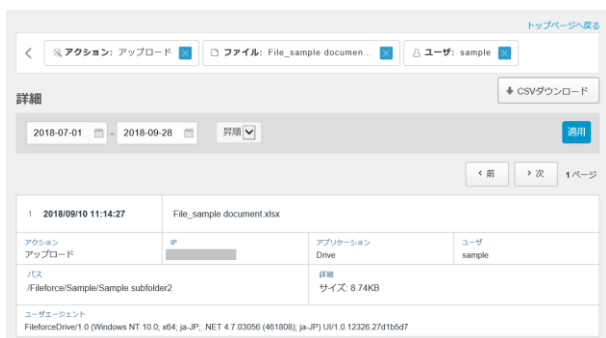 トップページへ戻る
アクション: アップロード
ファイル: File_sample documen...
ユーザ: sample
詳細
CSVダウンロード
2018-07-01 - 2018-09-28 昇順 適用
前 次 1ページ
1 2018/09/10 11:14:27 File_sample document.xlsx
アクション IP アプリケーション ユーザ
アップロード Drive sample
パス 詳細
/Fileforce/Sample/Sample subfolder2 サイズ: 8.74KB
ユーザエージェント
FileforceDrive/1.0 (Windows NT 10.0; x64; ja-JP; .NET 4.7.03056 (461808); ja-JP) UI/1.0.12326.27d1b5d7